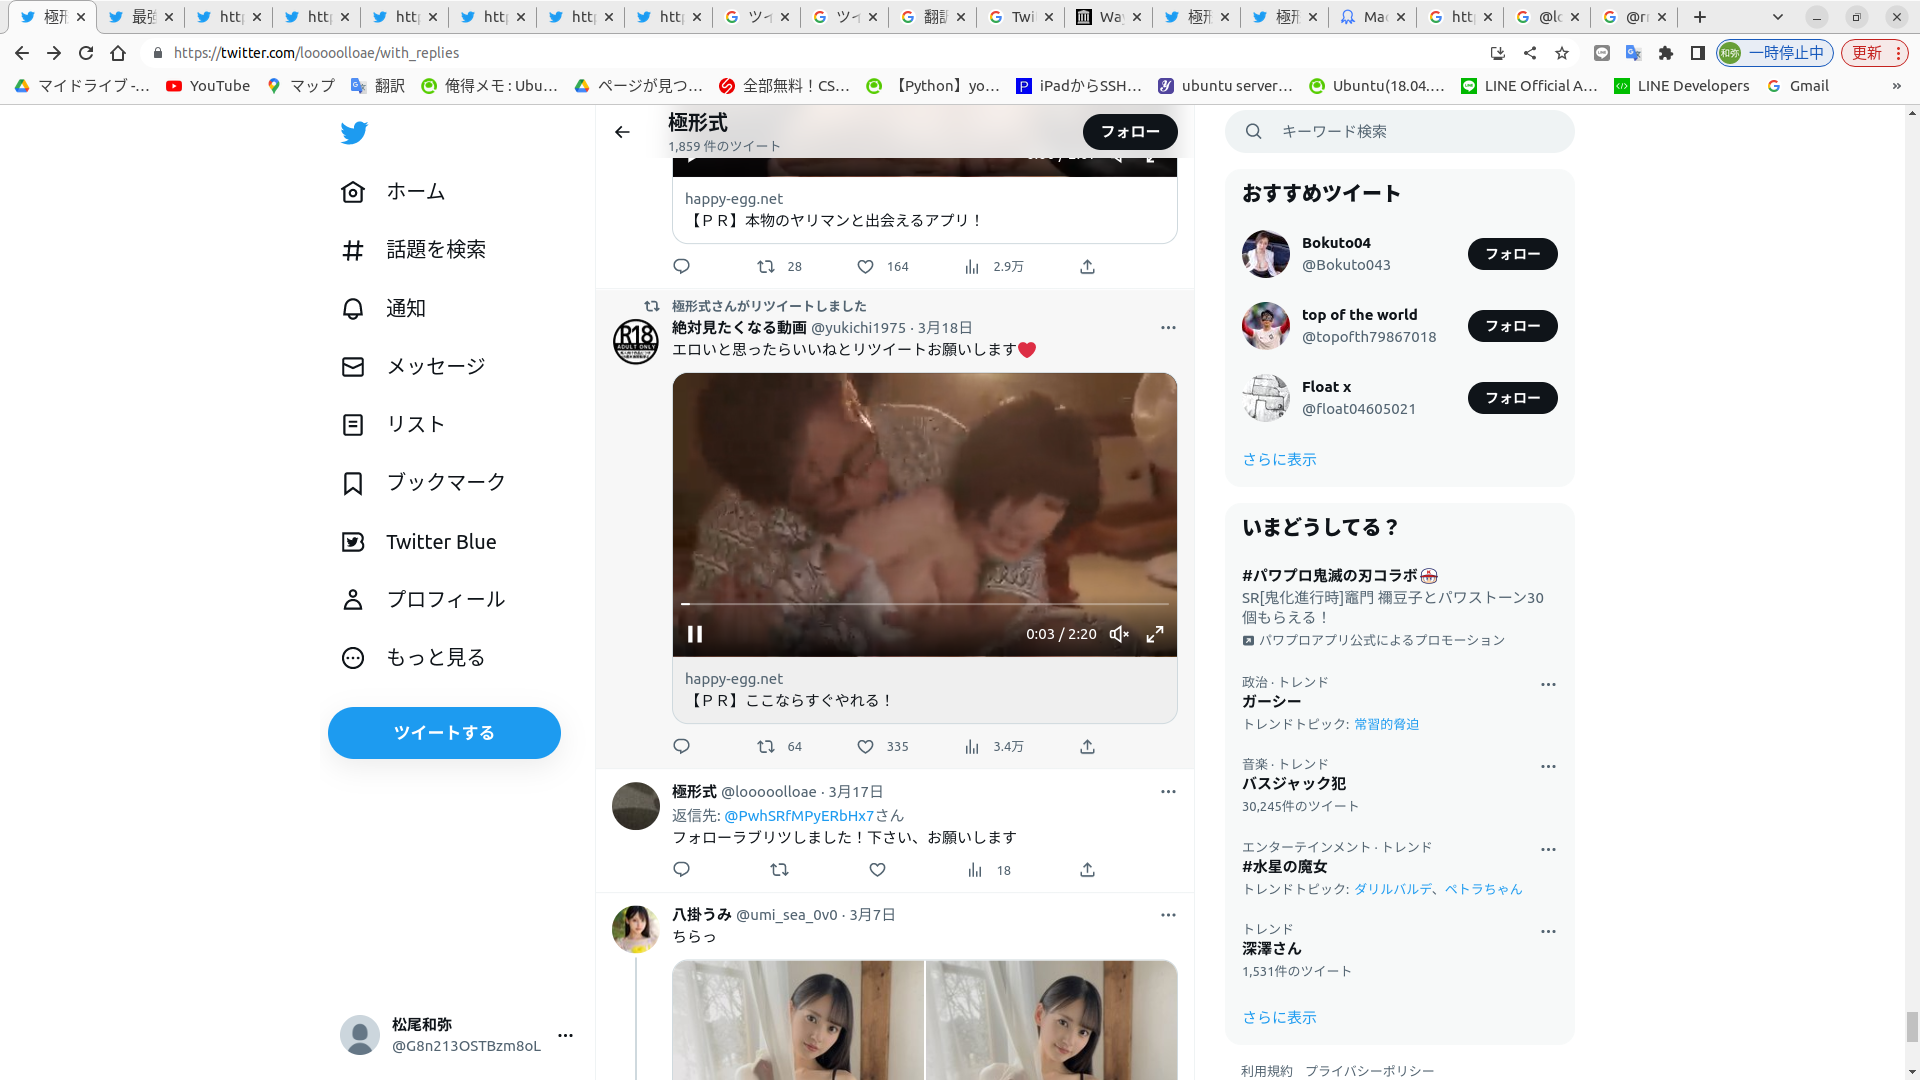 極形
最強
http
http
http
http
http
http
ツイ
ツイ
翻訳
Twi
Way
極形
極形
Mac
http
@lo
@rr
https://twitter.com/looooolloae/with_replies
和弥 一時停止中
更新
マイドライブ -...
YouTube
マップ
翻訳
俺得メモ : Ubu...
ページが見つ...
全部無料！CS...
【Python】yo...
iPadからSSH...
ubuntu server...
Ubuntu(18.04....
LINE Official A...
LINE Developers
Gmail
»
ホーム
話題を検索
通知
メッセージ
リスト
ブックマーク
Twitter Blue
プロフィール
もっと見る
ツイートする
松尾和弥
@G8n213OSTBzm8oL
極形式
1,859 件のツイート
フォロー
happy-egg.net
【ＰＲ】本物のヤリマンと出会えるアプリ！
28
164
2.9万
極形式さんがリツイートしました
R18
ADULT ONLY
絶対見たくなる動画 @yukichi1975 · 3月18日
エロいと思ったらいいねとリツイートお願いします❤
0:03 / 2:20
happy-egg.net
【ＰＲ】ここならすぐやれる！
64
335
3.4万
極形式 @looooolloae · 3月17日
返信先: @PwhSRfMPyERbHx7さん
フォローラブリツしました！下さい、お願いします
18
八掛うみ @umi_sea_0v0 · 3月7日
ちらっ
キーワード検索
おすすめツイート
Bokuto04
@Bokuto043
フォロー
top of the world
@topofth79867018
フォロー
Float x
@float04605021
フォロー
さらに表示
いまどうしてる？
#パワプロ鬼滅の刃コラボ
SR[鬼化進行時]竈門 禰豆子とパワストーン30
個もらえる！
パワプロアプリ公式によるプロモーション
政治 · トレンド
ガーシー
トレンドトピック: 常習的脅迫
音楽 · トレンド
バスジャック犯
30,245件のツイート
エンターテインメント · トレンド
#水星の魔女
トレンドトピック: ダリルバルデ、ペトラちゃん
トレンド
深澤さん
1,531件のツイート
さらに表示
利用規約 プライバシーポリシー